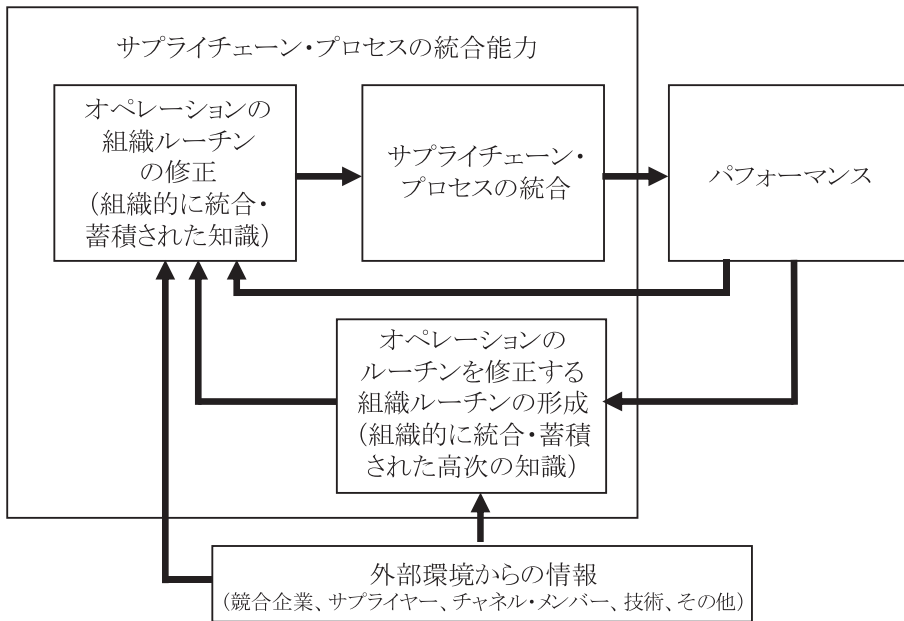 サプライチェーン・プロセスの統合能力
オペレーションの
組織ルーチン
の修正
（組織的に統合・
蓄積された知識）
サプライチェーン・
プロセスの統合
パフォーマンス
オペレーションの
ルーチンを修正する
組織ルーチンの形成
（組織的に統合・蓄積
された高次の知識）
外部環境からの情報
（競合企業、サプライヤー、チャネル・メンバー、技術、その他）